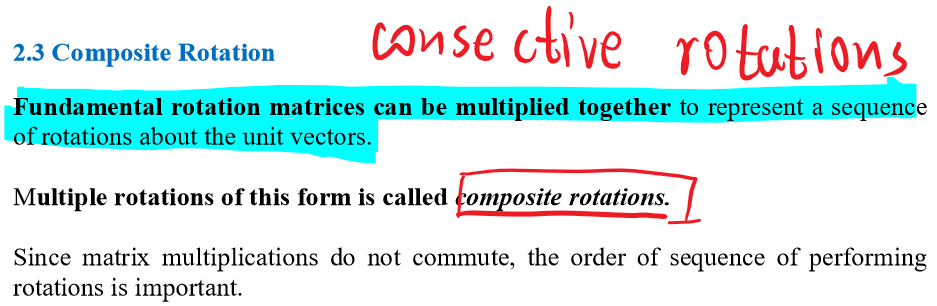 consective rotations
2.3 Composite Rotation
Fundamental rotation matrices can be multiplied together to represent a sequence
of rotations about the unit vectors.
Multiple rotations of this form is called composite rotations.
Since matrix multiplications do not commute, the order of sequence of performing
rotations is important.